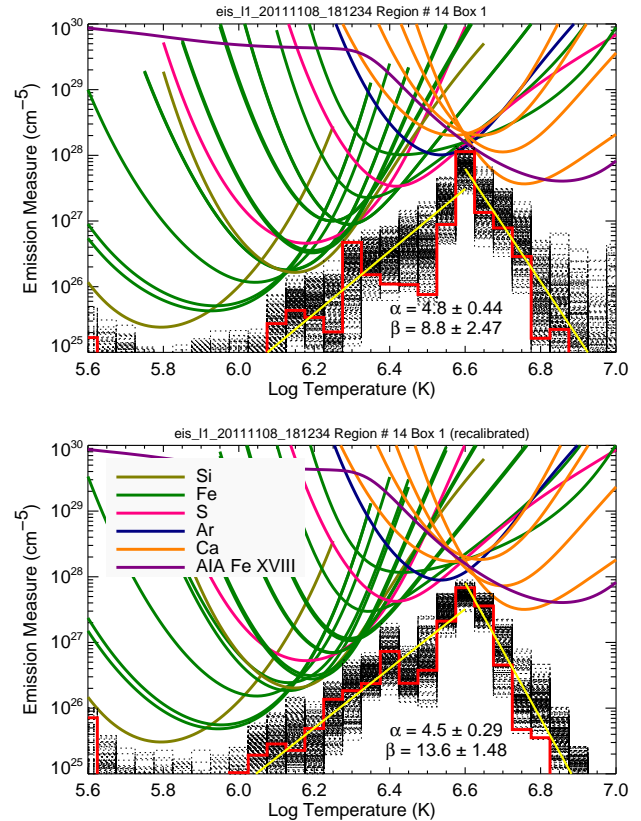 eis_l1_20111108_181234 Region # 14 Box 1
10^30
10^29
10^28
10^27
10^26
10^25
Emission Measure (cm^-5)
α = 4.8 ± 0.44
β = 8.8 ± 2.47
5.6 5.8 6.0 6.2 6.4 6.6 6.8 7.0
Log Temperature (K)
eis_l1_20111108_181234 Region # 14 Box 1 (recalibrated)
10^30
10^29
10^28
10^27
10^26
10^25
Emission Measure (cm^-5)
Si
Fe
S
Ar
Ca
AIA Fe XVIII
α = 4.5 ± 0.29
β = 13.6 ± 1.48
5.6 5.8 6.0 6.2 6.4 6.6 6.8 7.0
Log Temperature (K)